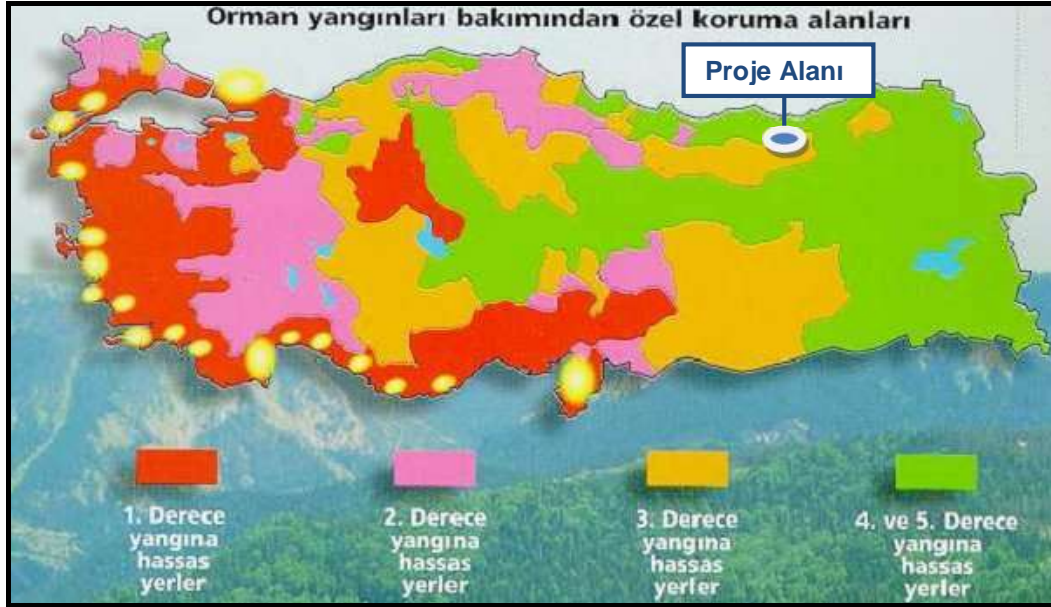 Orman yangınları bakımından özel koruma alanları
Proje Alanı
1. Derece
yangına
hassas
yerler
2. Derece
yangına
hassas
yerler
3. Derece
yangına
hassas
yerler
4. ve 5. Derece
yangına
hassas
yerler